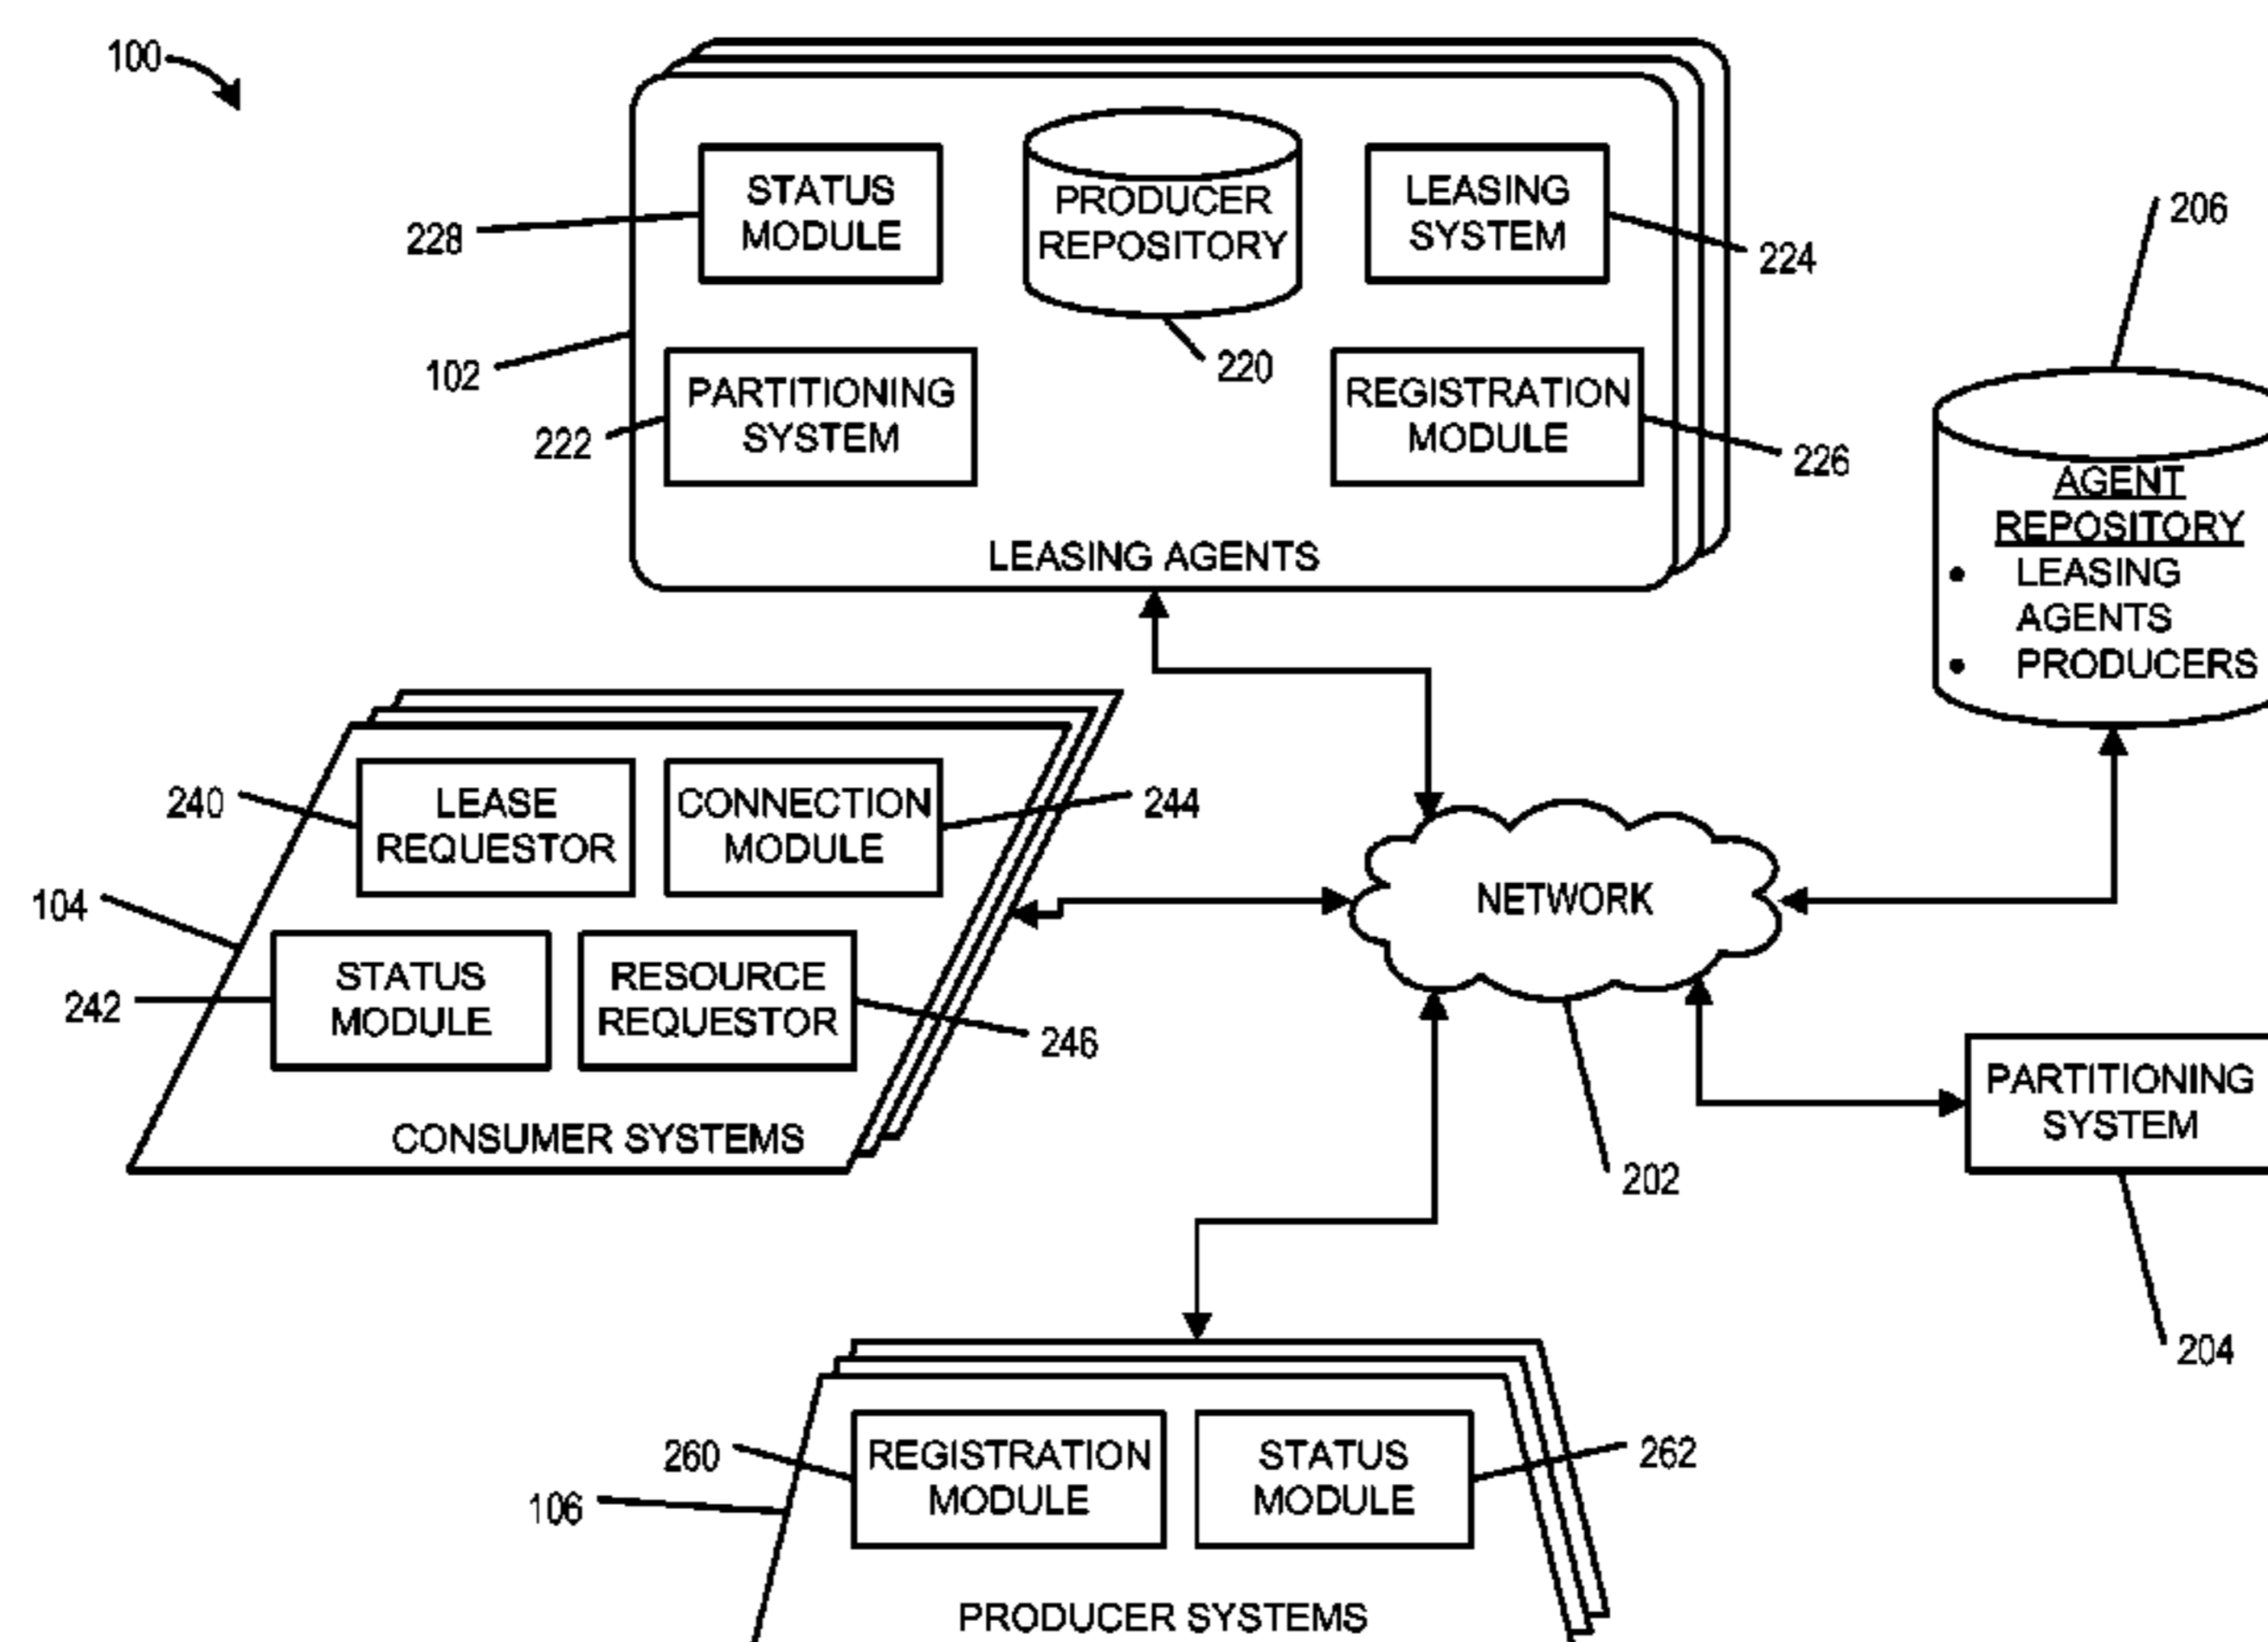 100
STATUS
MODULE
PRODUCER
REPOSITORY
LEASING
SYSTEM
206
228
224
102
220
PARTITIONING
SYSTEM
REGISTRATION
MODULE
222
226
LEASING AGENTS
AGENT
REPOSITORY
• LEASING
AGENTS
• PRODUCERS
240
LEASE
REQUESTOR
CONNECTION
MODULE
244
104
NETWORK
STATUS
MODULE
RESOURCE
REQUESTOR
242
246
CONSUMER SYSTEMS
PARTITIONING
SYSTEM
202
204
260
REGISTRATION
MODULE
STATUS
MODULE
262
106
PRODUCER SYSTEMS